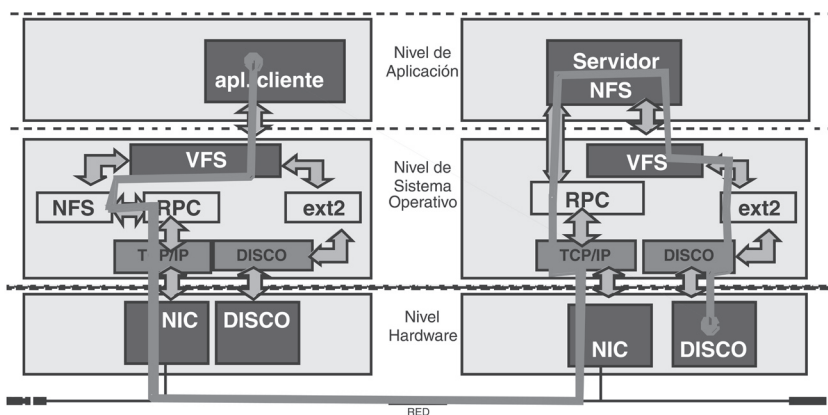 apl. cliente
Nivel de
Aplicación
Servidor
NFS
VFS
NFS
RPC
ext2
TCP/IP
DISCO
Nivel de
Sistema
Operativo
VFS
RPC
ext2
TCP/IP
DISCO
NIC
DISCO
Nivel
Hardware
NIC
DISCO
RED